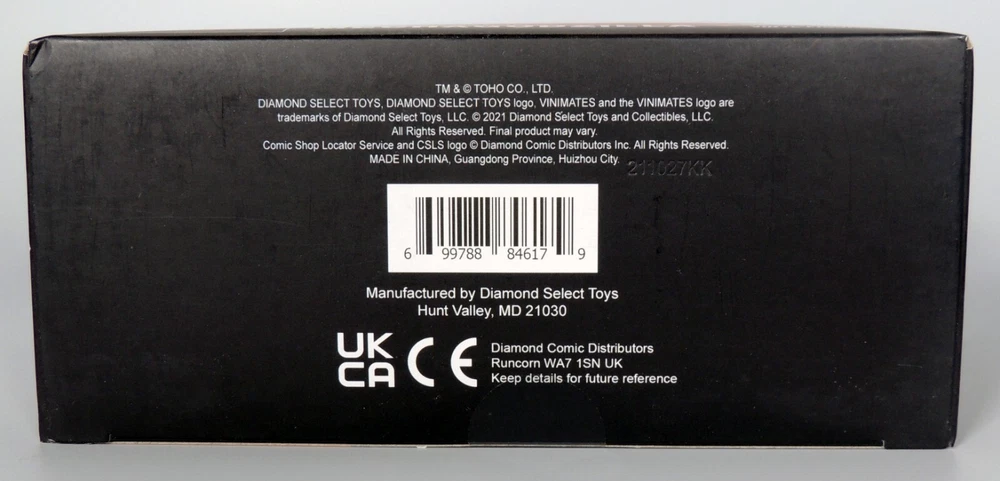 TM & © TOHO CO., LTD.
DIAMOND SELECT TOYS, DIAMOND SELECT TOYS logo, VINIMATES and the VINIMATES logo are
trademarks of Diamond Select Toys, LLC. © 2021 Diamond Select Toys and Collectibles, LLC.
All Rights Reserved. Final product may vary.
Comic Shop Locator Service and CSLS logo © Diamond Comic Distributors Inc. All Rights Reserved.
MADE IN CHINA, Guangdong Province, Huizhou City.
211027KK
6 99788 84617 9
Manufactured by Diamond Select Toys
Hunt Valley, MD 21030
UK
CA
CE
Diamond Comic Distributors
Runcorn WA7 1SN UK
Keep details for future reference